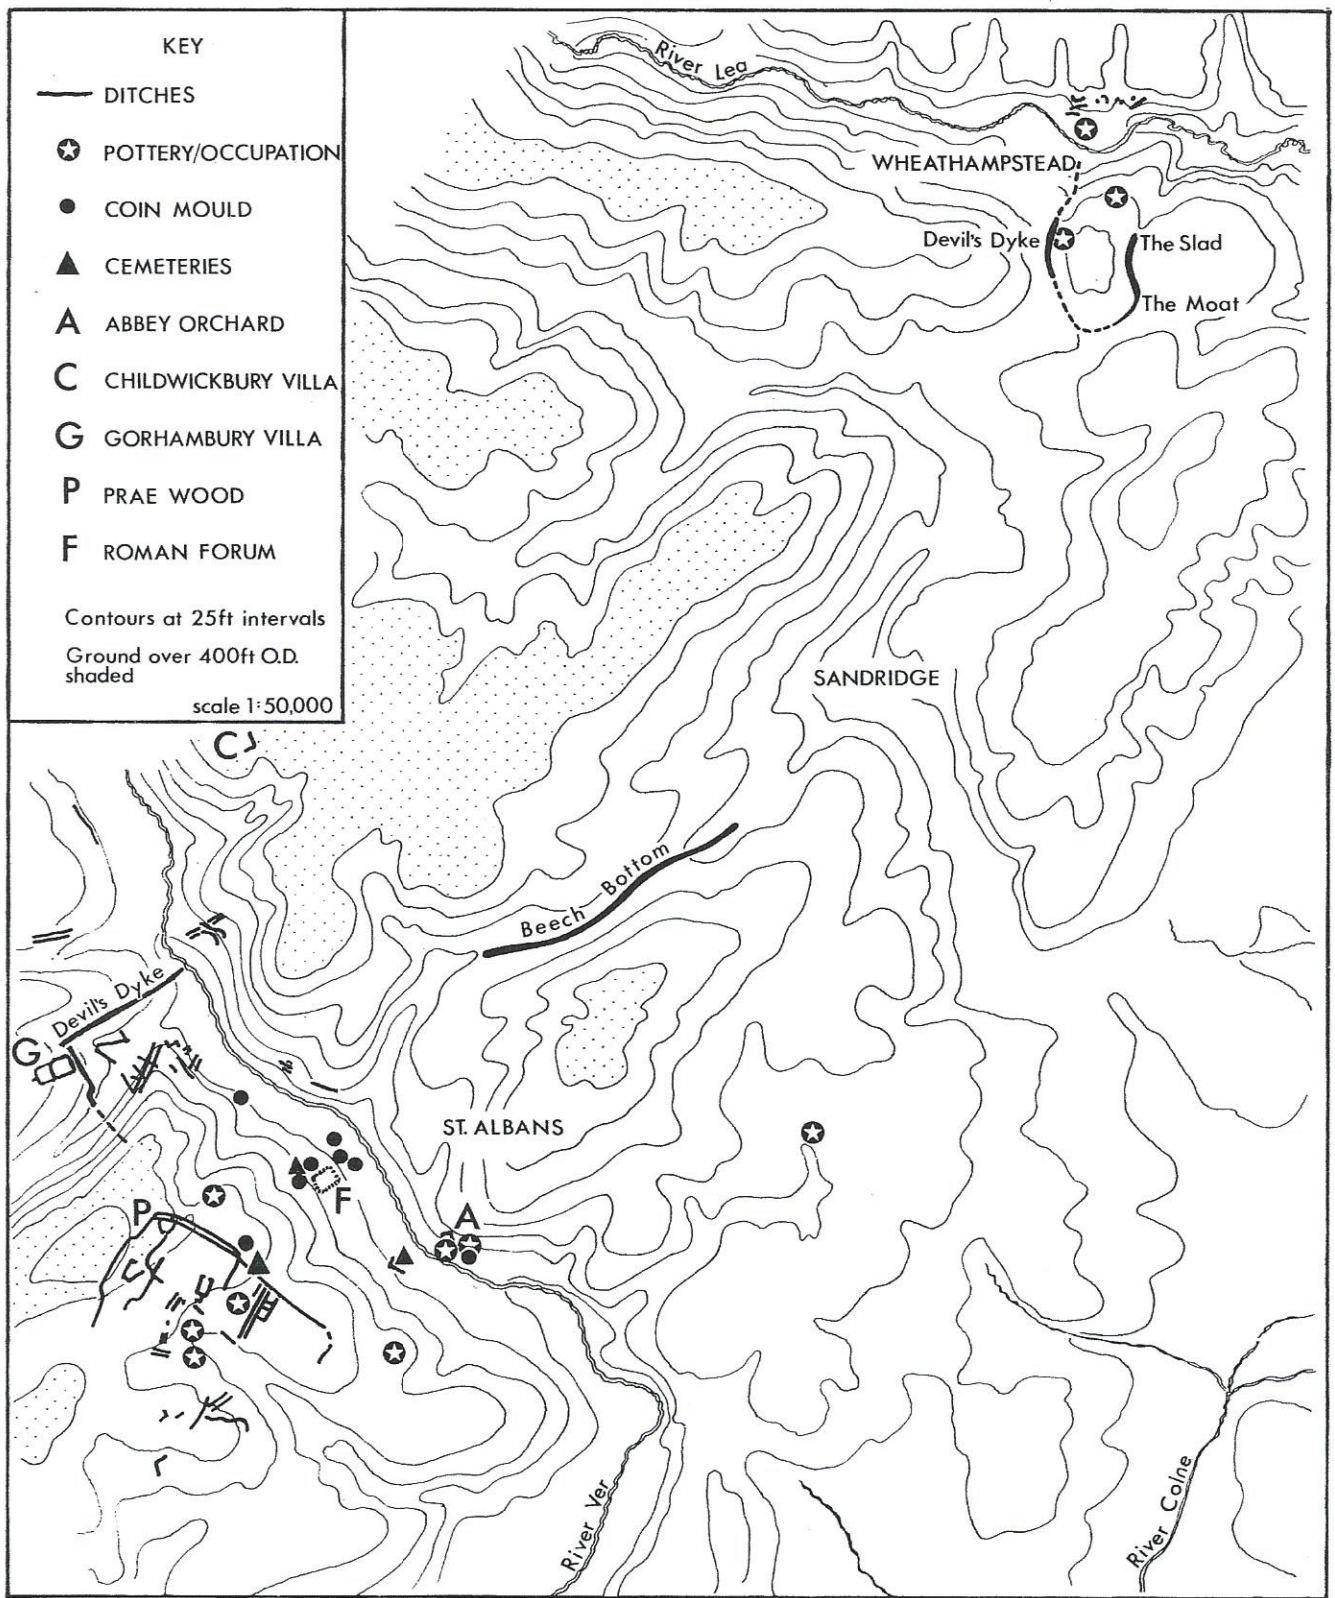 KEY
DITCHES
POTTERY/OCCUPATION
COIN MOULD
CEMETERIES
A ABBEY ORCHARD
C CHILDWICKBURY VILLA
G GORHAMBURY VILLA
P PRAE WOOD
F ROMAN FORUM
Contours at 25ft intervals
Ground over 400ft O.D.
shaded
scale 1:50,000
River Lea
WHEATHAMPSTEAD
Devil's Dyke
The Slad
The Moat
SANDRIDGE
C
Beech Bottom
Devil's Dyke
G
ST. ALBANS
F
P
A
River Ver
River Colne